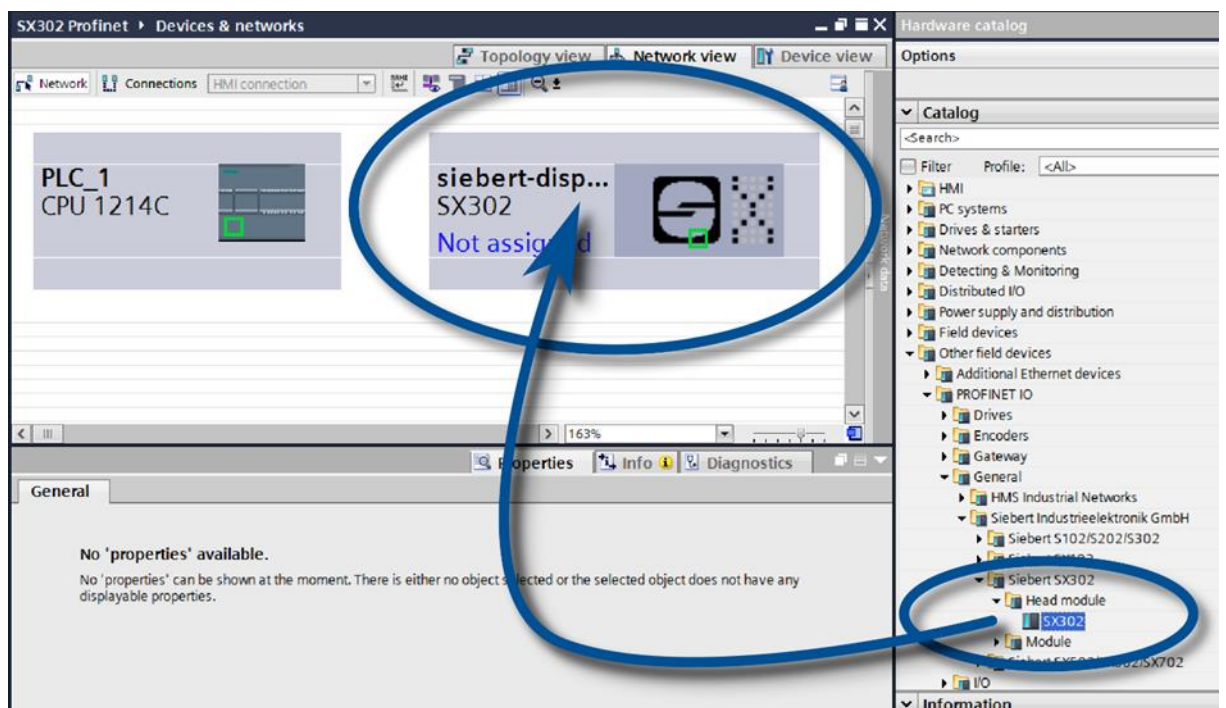 SX302 Profinet ▸ Devices & networks
Topology view Network view Device view
Network Connections HMI connection
PLC_1
CPU 1214C
siebert-disp...
SX302
Not assigned
Network data
163%
Properties Info Diagnostics
General
No 'properties' available.
No 'properties' can be shown at the moment. There is either no object selected or the selected object does not have any
displayable properties.
Hardware catalog
Options
Catalog
<Search>
Filter Profile: <All>
HMI
PC systems
Drives & starters
Network components
Detecting & Monitoring
Distributed I/O
Power supply and distribution
Field devices
Other field devices
Additional Ethernet devices
PROFINET IO
Drives
Encoders
Gateway
General
HMS Industrial Networks
Siebert Industrieelektronik GmbH
Siebert S102/S202/S302
Siebert SX302
Head module
SX302
Module
I/O
Information